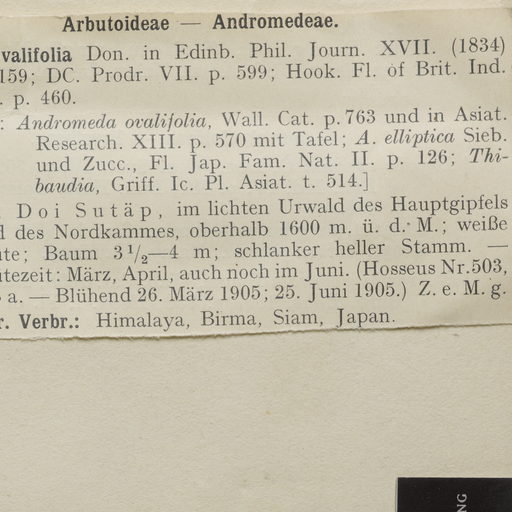 Arbutoideae — Andromedeae.
valifolia Don. in Edinb. Phil. Journ. XVII. (1834)
159; DC. Prodr. VII. p. 599; Hook. Fl. of Brit. Ind.
. p. 460.
: Andromeda ovalifolia, Wall. Cat. p. 763 und in Asiat.
Research. XIII. p. 570 mit Tafel; A. elliptica Sieb.
und Zucc., Fl. Jap. Fam. Nat. II. p. 126; Thi-
baudia, Griff. Ic. Pl. Asiat. t. 514.]
Doi Sutäp, im lichten Urwald des Hauptgipfels
d des Nordkammes, oberhalb 1600 m. ü. d. M.; weiße
üte; Baum 3 1/2—4 m; schlanker heller Stamm. —
tezeit: März, April, auch noch im Juni. (Hosseus Nr. 503,
a. — Blühend 26. März 1905; 25. Juni 1905.) Z. e. M. g.
r. Verbr.: Himalaya, Birma, Siam, Japan.
NG